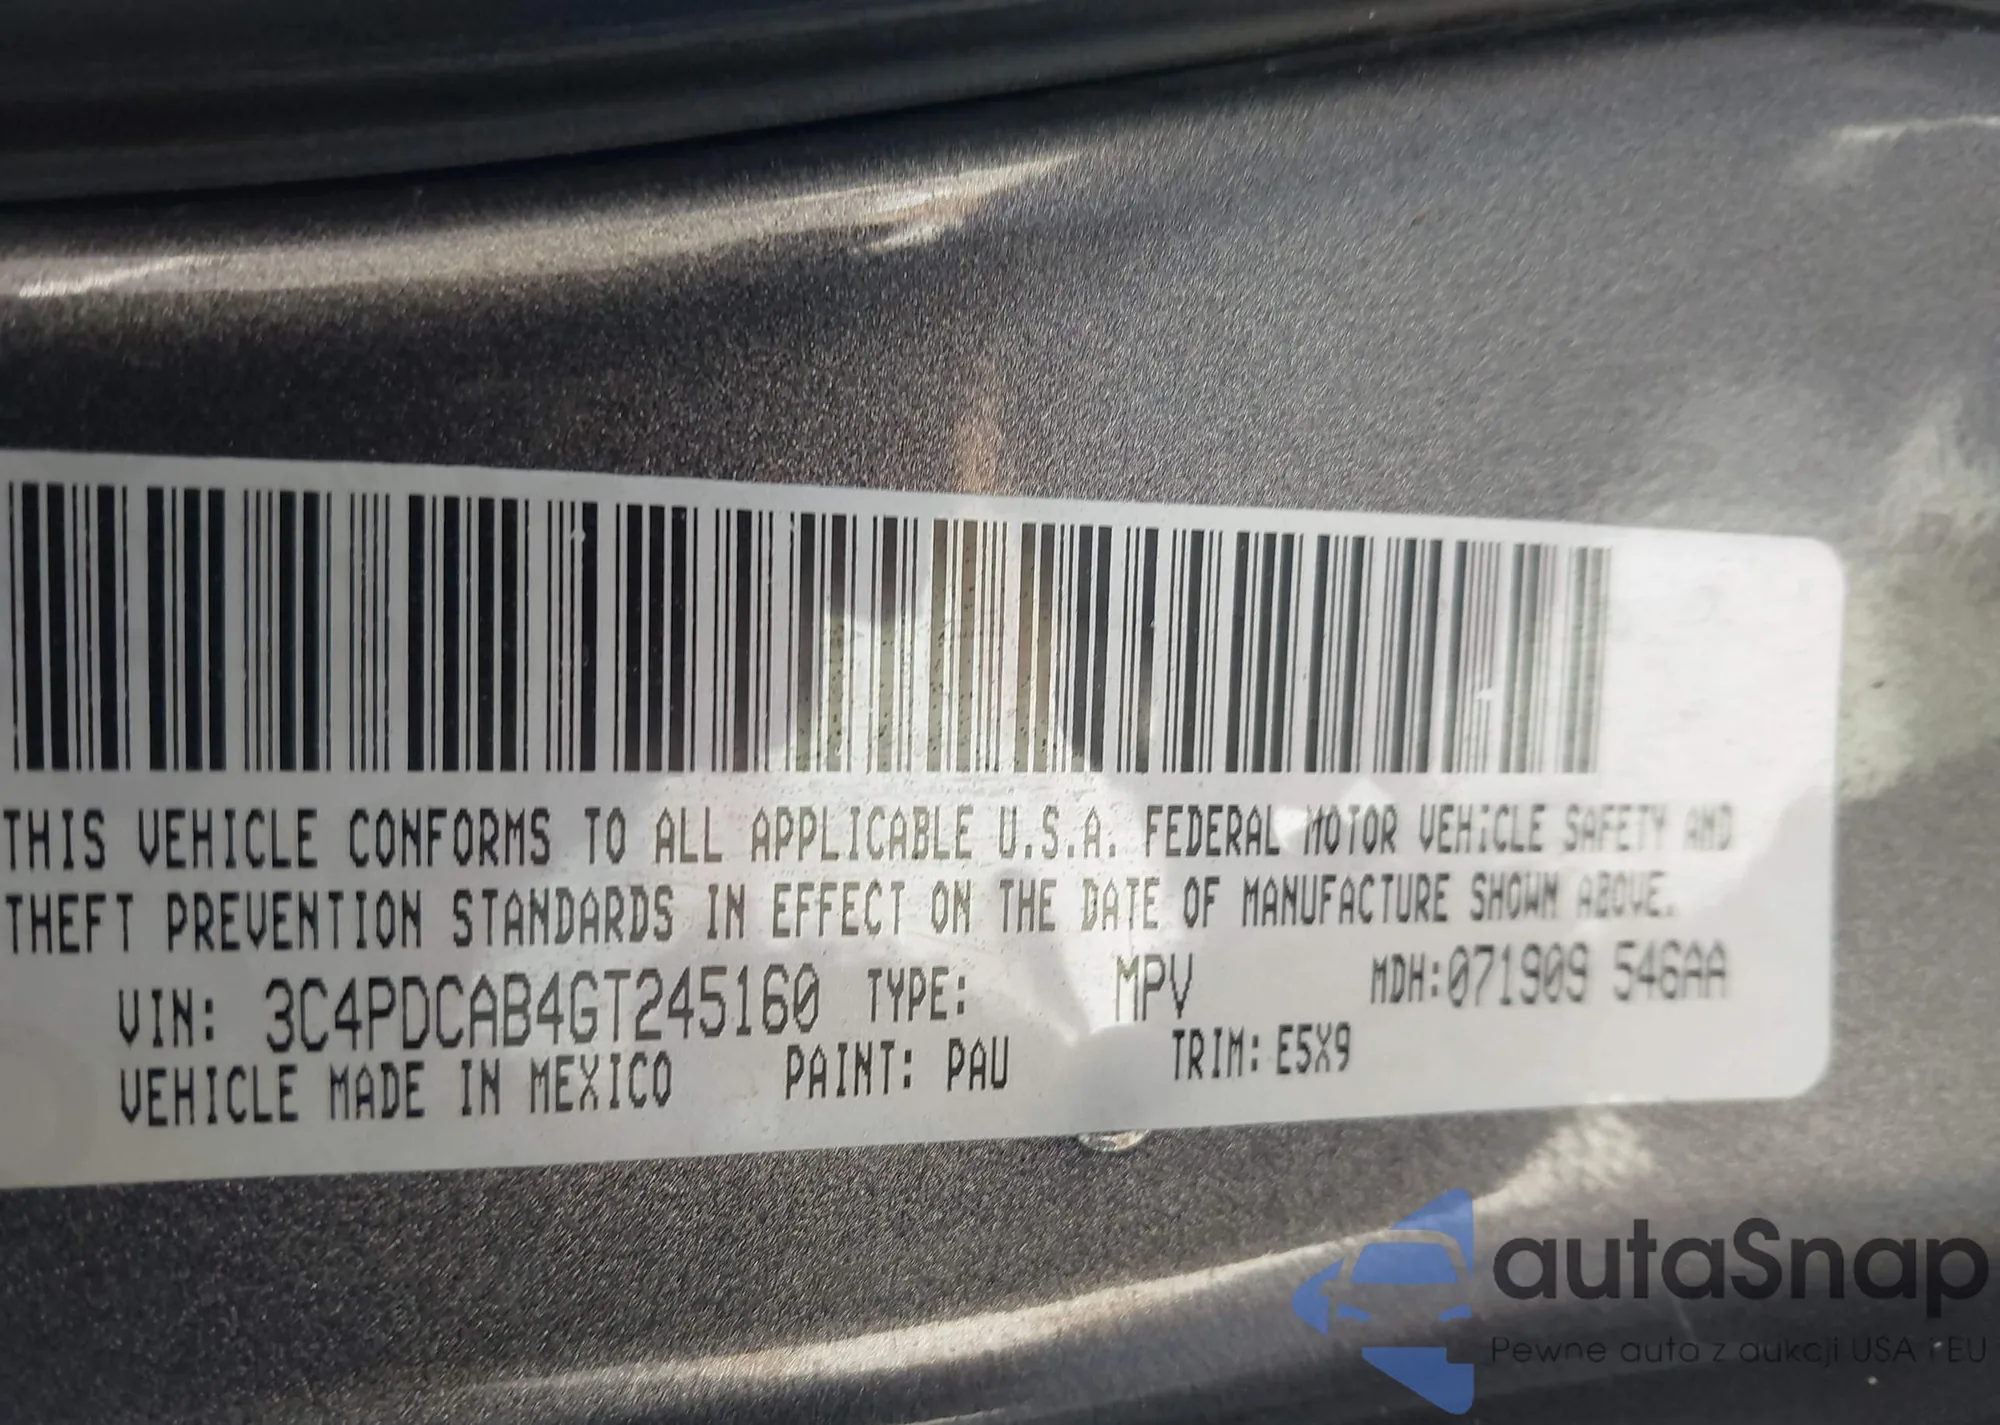 THIS VEHICLE CONFORMS TO ALL APPLICABLE U.S.A. FEDERAL MOTOR VEHICLE SAFETY AND
THEFT PREVENTION STANDARDS IN EFFECT ON THE DATE OF MANUFACTURE SHOWN ABOVE.
VIN: 3C4PDCAB4GT245160 TYPE: MPV MDH:071909 546AA
VEHICLE MADE IN MEXICO PAINT: PAU TRIM: E5X9
autaSnap
Pewne auta z aukcji USA i EU